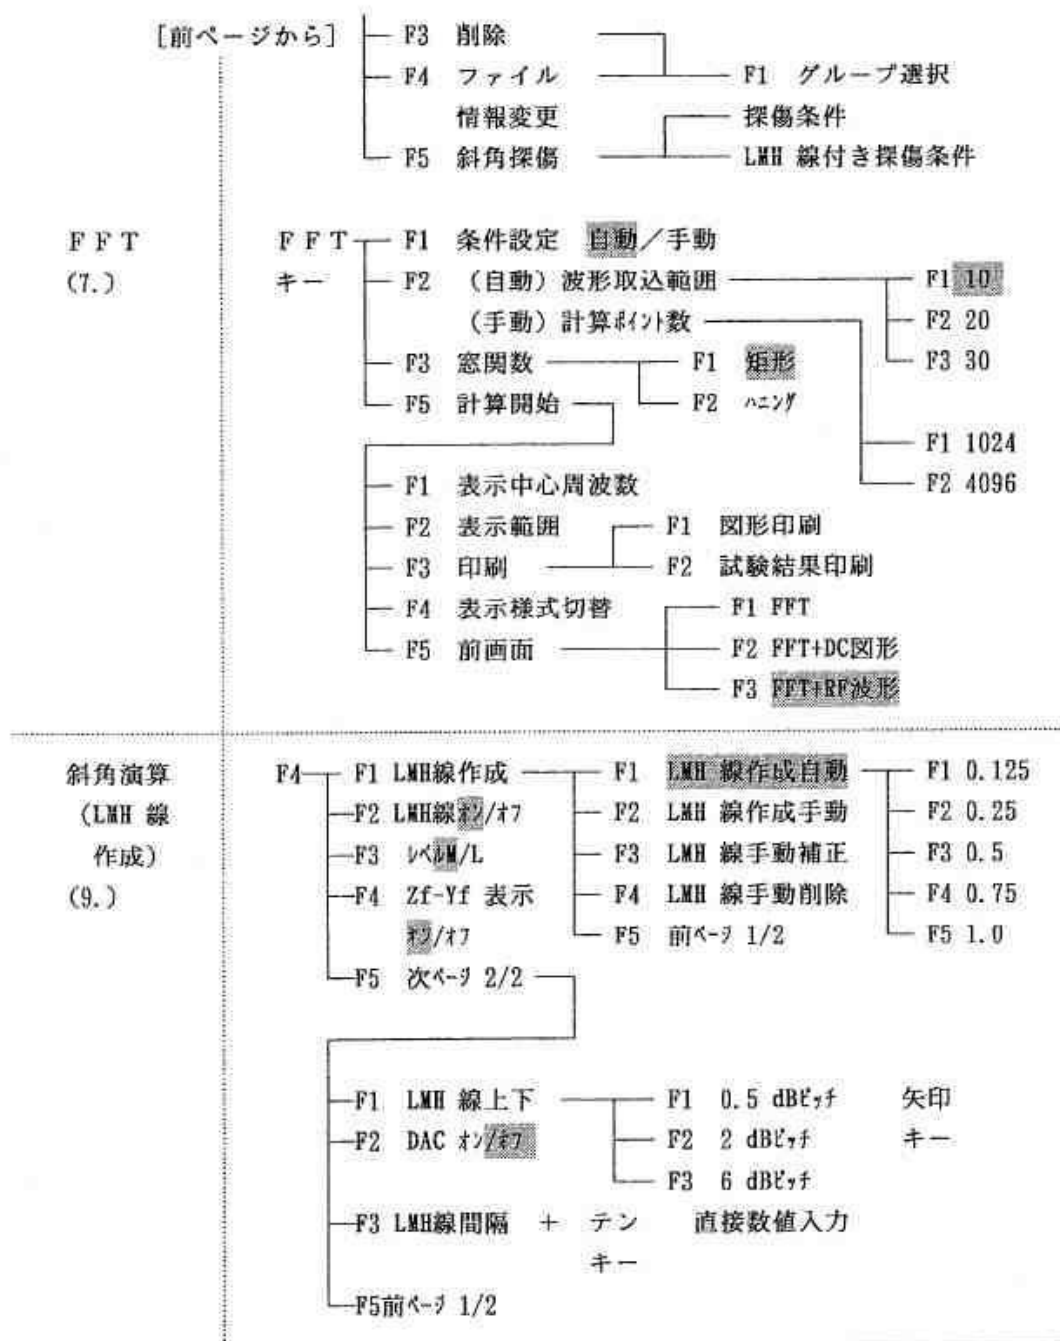 [前ページから] F3 削除
F4 ファイル F1 グループ選択
情報変更 探傷条件
F5 斜角探傷 LMH 線付き探傷条件
FFT FFT F1 条件設定 自動/手動
(7.) キー F2 (自動)波形取込範囲 F1 10
(手動)計算ﾎﾟｲﾝﾄ数 F2 20
F3 窓関数 F1 矩形 F3 30
F5 計算開始 F2 ﾊﾆﾝｸﾞ
F1 1024
F1 表示中心周波数 F2 4096
F2 表示範囲 F1 図形印刷
F3 印刷 F2 試験結果印刷
F4 表示様式切替 F1 FFT
F5 前画面 F2 FFT+DC図形
F3 FFT+RF波形
斜角演算 F4 F1 LMH線作成 F1 LMH 線作成自動 F1 0.125
(LMH 線 F2 LMH線ｵﾝ/ｵﾌ F2 LMH 線作成手動 F2 0.25
作成) F3 ﾚﾍﾞﾙM/L F3 LMH 線手動補正 F3 0.5
(9.) F4 Zf-Yf 表示 F4 LMH 線手動削除 F4 0.75
ｵﾝ/ｵﾌ F5 前ﾍﾟｰｼﾞ 1/2 F5 1.0
F5 次ﾍﾟｰｼﾞ 2/2
F1 LMH 線上下 F1 0.5 dBﾋﾟｯﾁ 矢印
F2 DAC ｵﾝ/ｵﾌ F2 2 dBﾋﾟｯﾁ キー
F3 6 dBﾋﾟｯﾁ
F3 LMH線間隔 + テン 直接数値入力
キー
F5前ﾍﾟｰｼﾞ 1/2